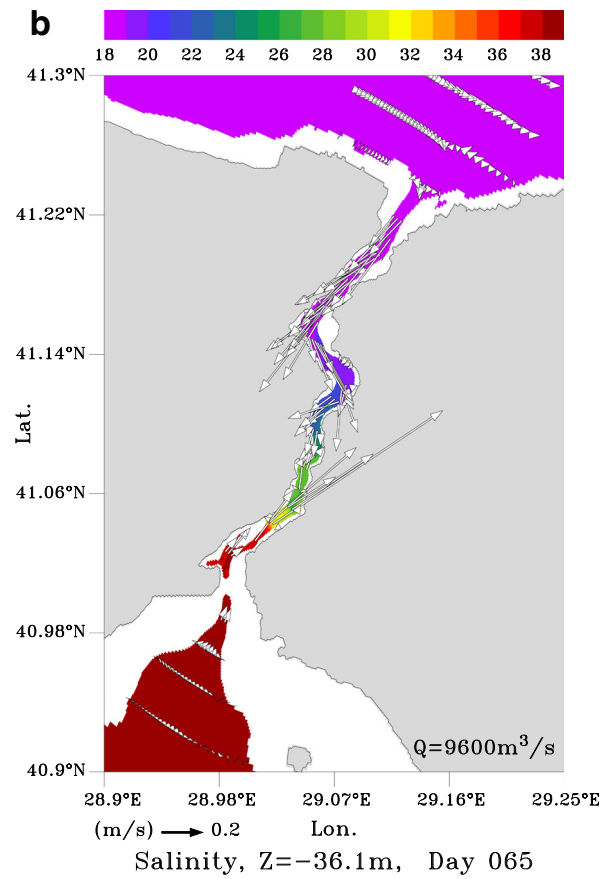 b
18 20 22 24 26 28 30 32 34 36 38
41.3°N
41.22°N
41.14°N
Lat.
41.06°N
40.98°N
Q=9600m³/s
40.9°N
28.9°E 28.98°E 29.07°E 29.16°E 29.25°E
(m/s) 0.2 Lon.
Salinity, Z=−36.1m, Day 065